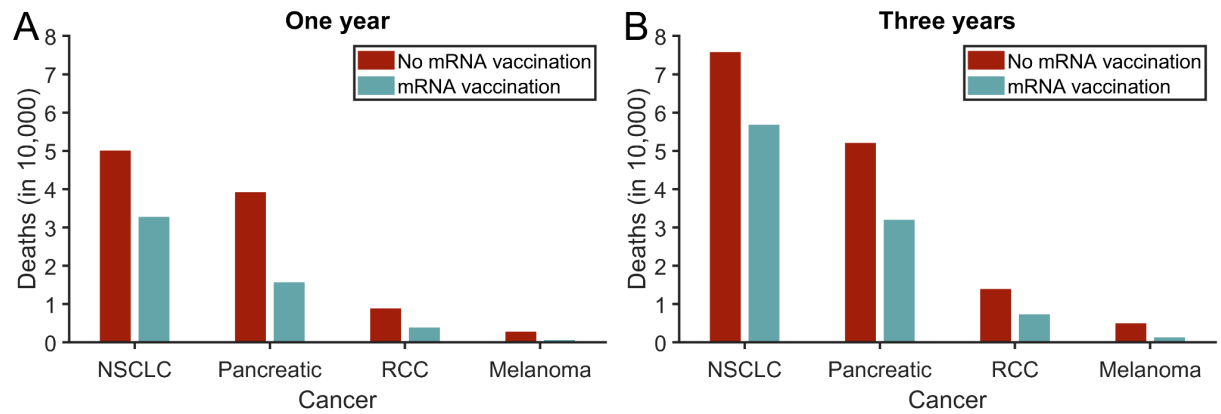 A
One year
8
7
6
5
4
3
2
1
0
Deaths (in 10,000)
No mRNA vaccination
mRNA vaccination
NSCLC
Pancreatic
RCC
Melanoma
Cancer
B
Three years
8
7
6
5
4
3
2
1
0
Deaths (in 10,000)
No mRNA vaccination
mRNA vaccination
NSCLC
Pancreatic
RCC
Melanoma
Cancer